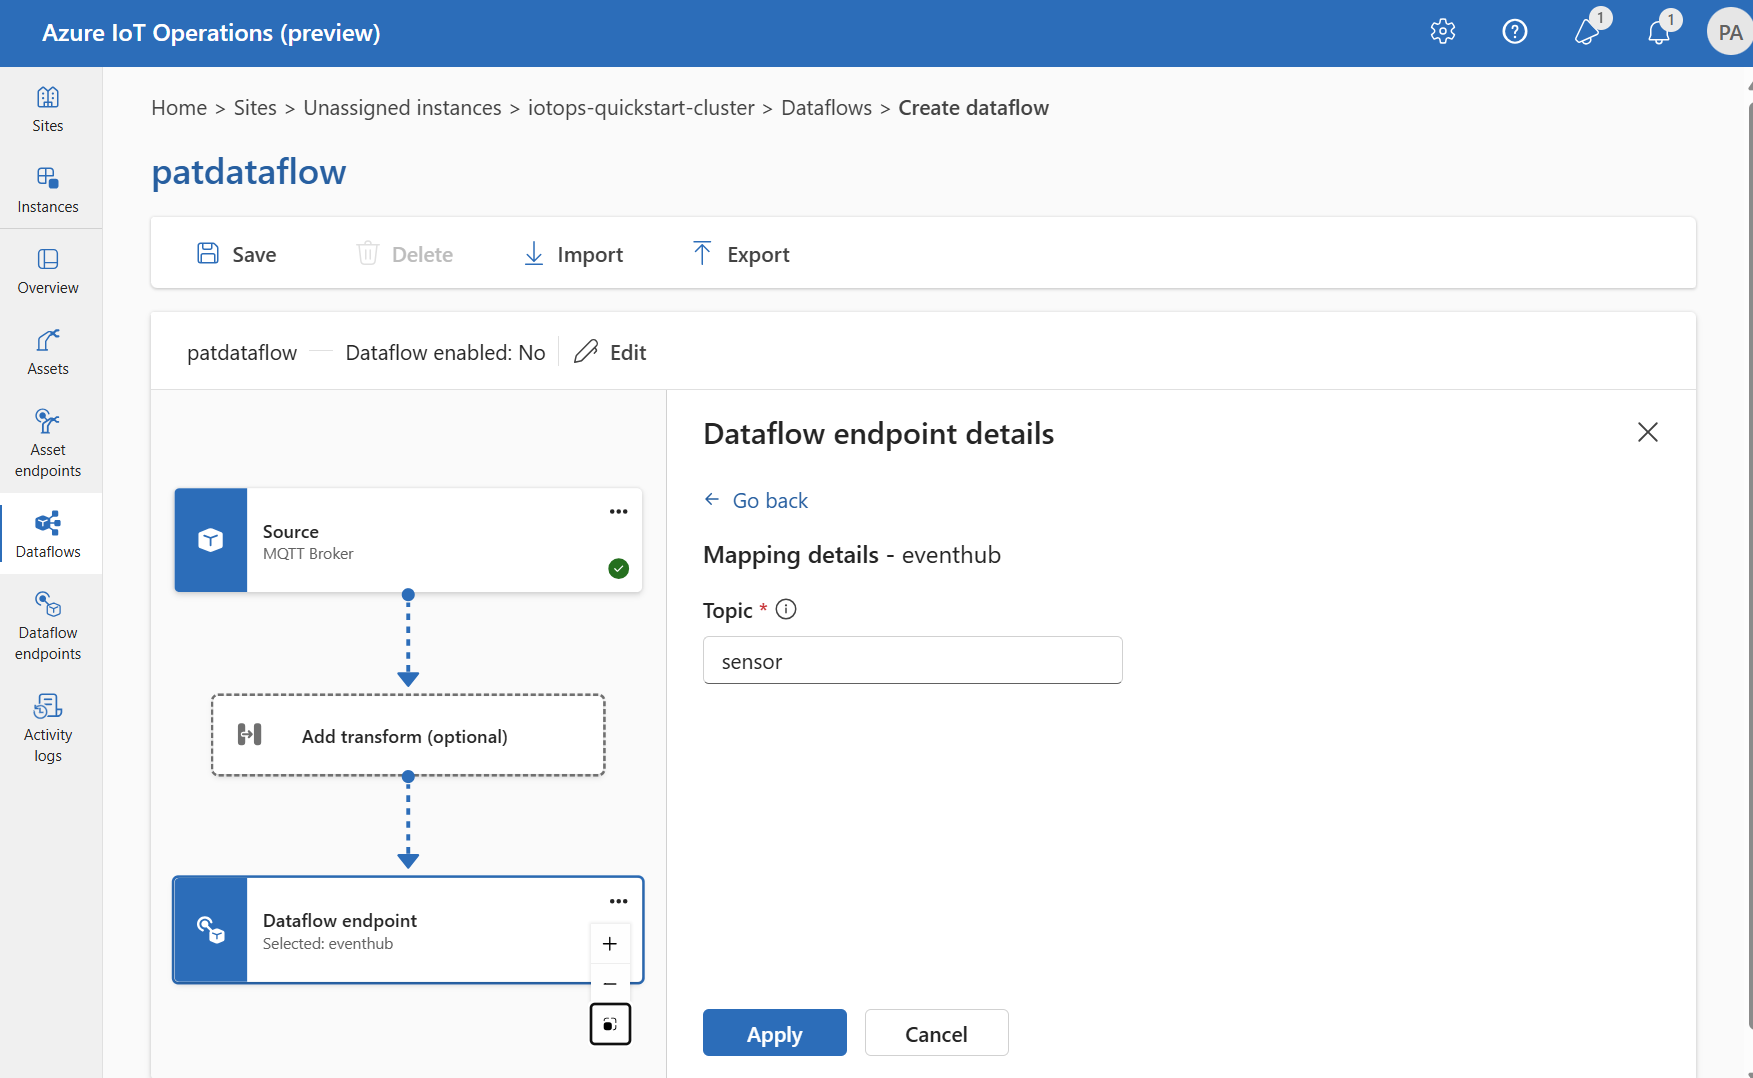 Azure IoT Operations (preview)
1
1
PA
Sites
Instances
Overview
Assets
Asset
endpoints
Dataflows
Dataflow
endpoints
Activity
logs
Home > Sites > Unassigned instances > iotops-quickstart-cluster > Dataflows > Create dataflow
patdataflow
Save
Delete
Import
Export
patdataflow
Dataflow enabled: No
Edit
Source
MQTT Broker
Add transform (optional)
Dataflow endpoint
Selected: eventhub
Dataflow endpoint details
Go back
Mapping details - eventhub
Topic *
sensor
Apply
Cancel